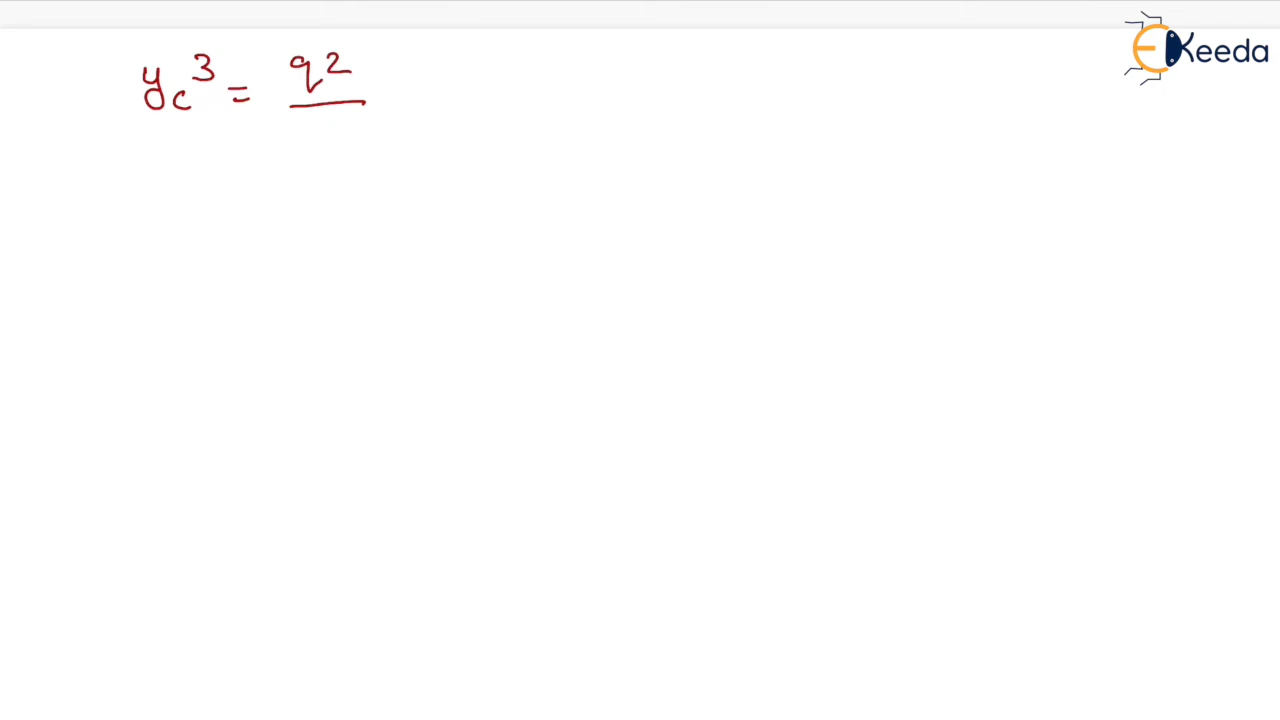 EKeeda
yc³ = q²